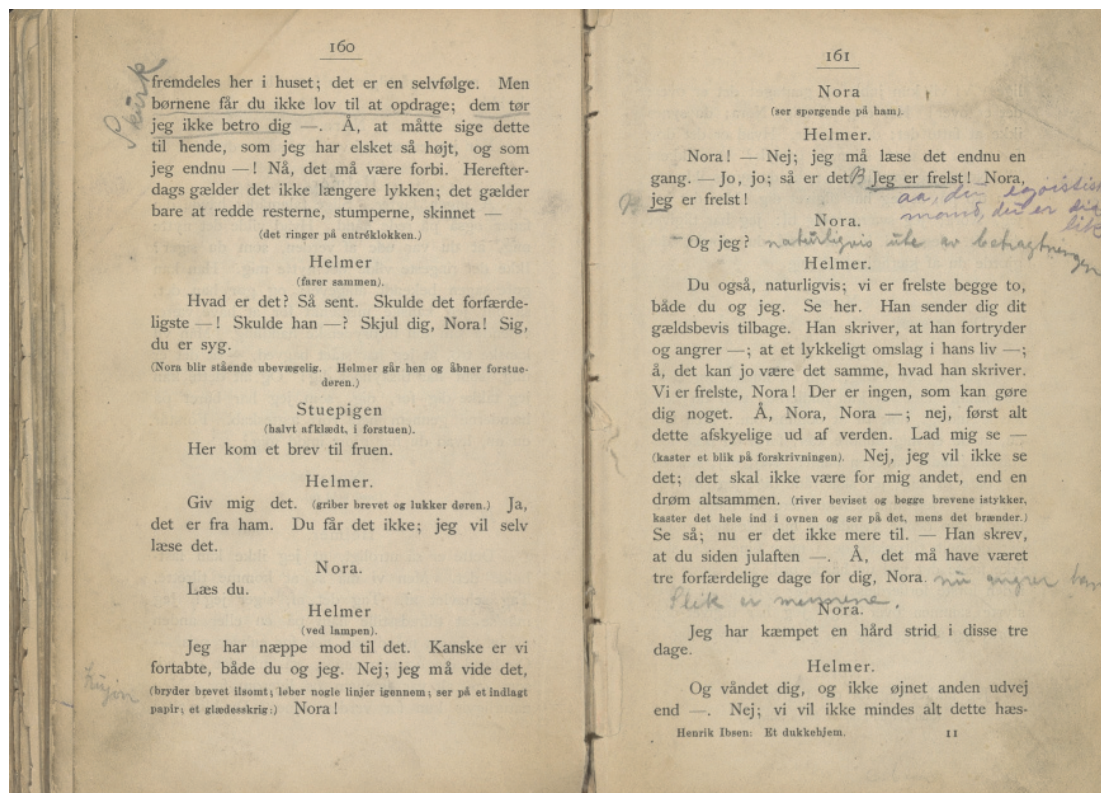 160
Skurk
fremdeles her i huset; det er en selvfølge. Men
børnene får du ikke lov til at opdrage; dem tør
jeg ikke betro dig —. Å, at måtte sige dette
til hende, som jeg har elsket så højt, og som
jeg endnu — ! Nå, det må være forbi. Herefter-
dags gælder det ikke længere lykken; det gælder
bare at redde resterne, stumperne, skinnet —
(det ringer på entréklokken.)
Helmer
(farer sammen).
Hvad er det? Så sent. Skulde det forfærde-
ligste — ! Skulde han —? Skjul dig, Nora! Sig,
du er syg.
(Nora blir stående ubevægelig. Helmer går hen og åbner forstue-
døren.)
Stuepigen
(halvt afklædt, i forstuen).
Her kom et brev til fruen.
Helmer.
Giv mig det. (griber brevet og lukker døren.) Ja,
det er fra ham. Du får det ikke; jeg vil selv
læse det.
Nora.
Læs du.
Helmer
(ved lampen).
Jeg har næppe mod til det. Kanske er vi
fortabte, både du og jeg. Nej; jeg må vide det,
kujon
(bryder brevet ilsomt; løber nogle linjer igennem; ser på et indlagt
papir; et glædesskrig:) Nora!
161
Nora
(ser spørgende på ham).
Helmer.
Nora! — Nej; jeg må læse det endnu en
gang. — Jo, jo; så er det. Jeg er frelst! Nora,
jeg er frelst!
aa, din egoistisk
mand, det er dig
lik
Nora.
Og jeg? naturligvis ute av betragtningen
Helmer.
Du også, naturligvis; vi er frelste begge to,
både du og jeg. Se her. Han sender dig dit
gældsbevis tilbage. Han skriver, at han fortryder
og angrer —; at et lykkeligt omslag i hans liv —;
å, det kan jo være det samme, hvad han skriver.
Vi er frelste, Nora! Der er ingen, som kan gøre
dig noget. Å, Nora, Nora —; nej, først alt
dette afskyelige ud af verden. Lad mig se —
(kaster et blik på forskrivningen). Nej, jeg vil ikke se
det; det skal ikke være for mig andet, end en
drøm altsammen. (river beviset og begge brevene istykker,
kaster det hele ind i ovnen og ser på det, mens det brænder.)
Se så; nu er det ikke mere til. — Han skrev,
at du siden julaften —. Å, det må have været
tre forfærdelige dage for dig, Nora. nu angrer han
Slik er mennene.
Nora.
Jeg har kæmpet en hård strid i disse tre
dage.
Helmer.
Og våndet dig, og ikke øjnet anden udvej
end —. Nej; vi vil ikke mindes alt dette hæs-
Henrik Ibsen: Et dukkehjem. 11